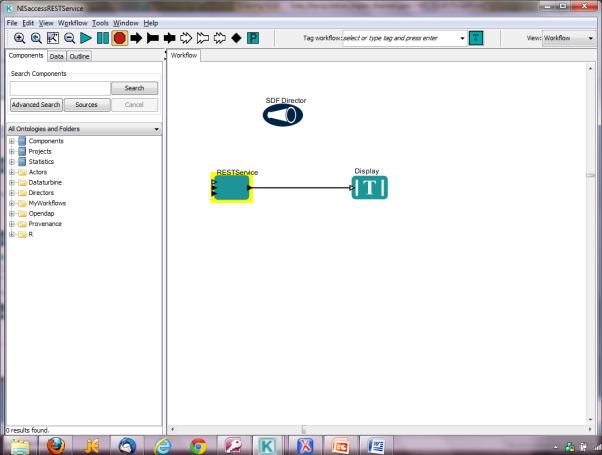 NISaccessRESTService
File Edit View Workflow Tools Window Help
P Tag workflow: select or type tag and press enter T View: Workflow
Components Data Outline Workflow
Search Components
Search
Advanced Search Sources Cancel
All Ontologies and Folders
Components
Projects
Statistics
Actors
Dataturbine
Directors
MyWorkflows
Opendap
Provenance
R
SDF Director
RESTService
Display
T
0 results found.